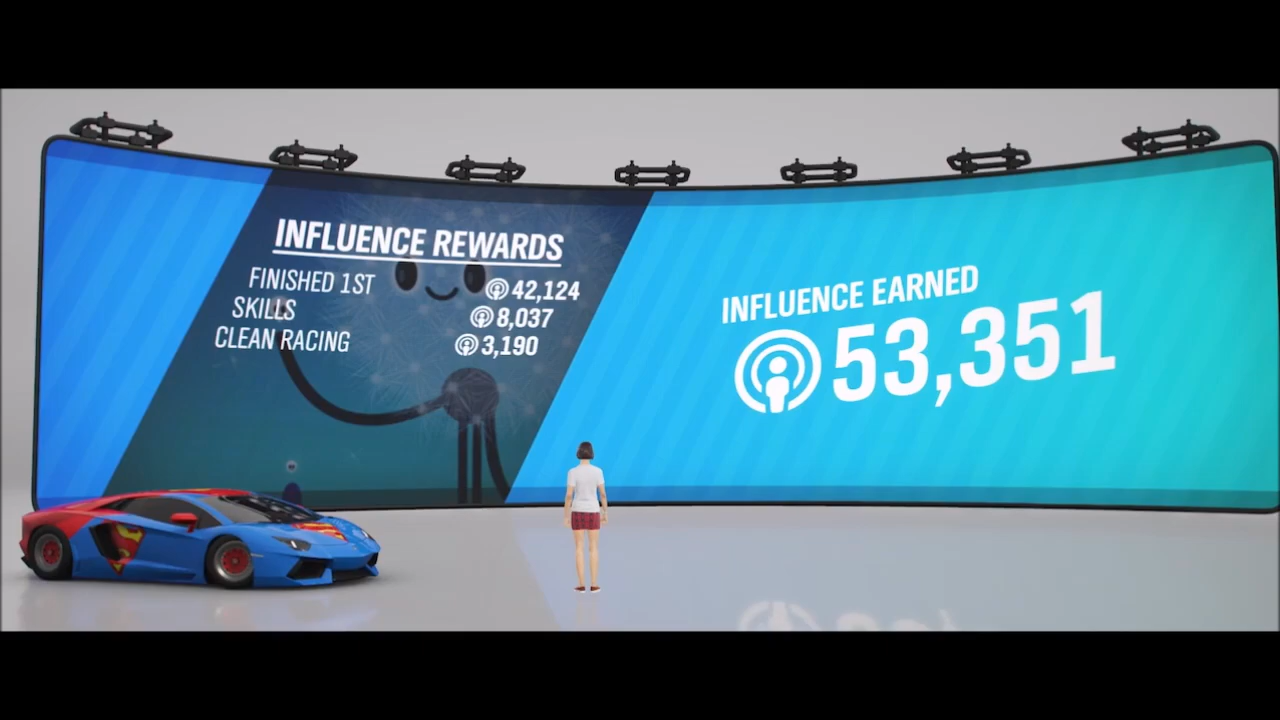 INFLUENCE REWARDS
FINISHED 1ST 42,124
SKILLS 8,037
CLEAN RACING 3,190
INFLUENCE EARNED
53,351